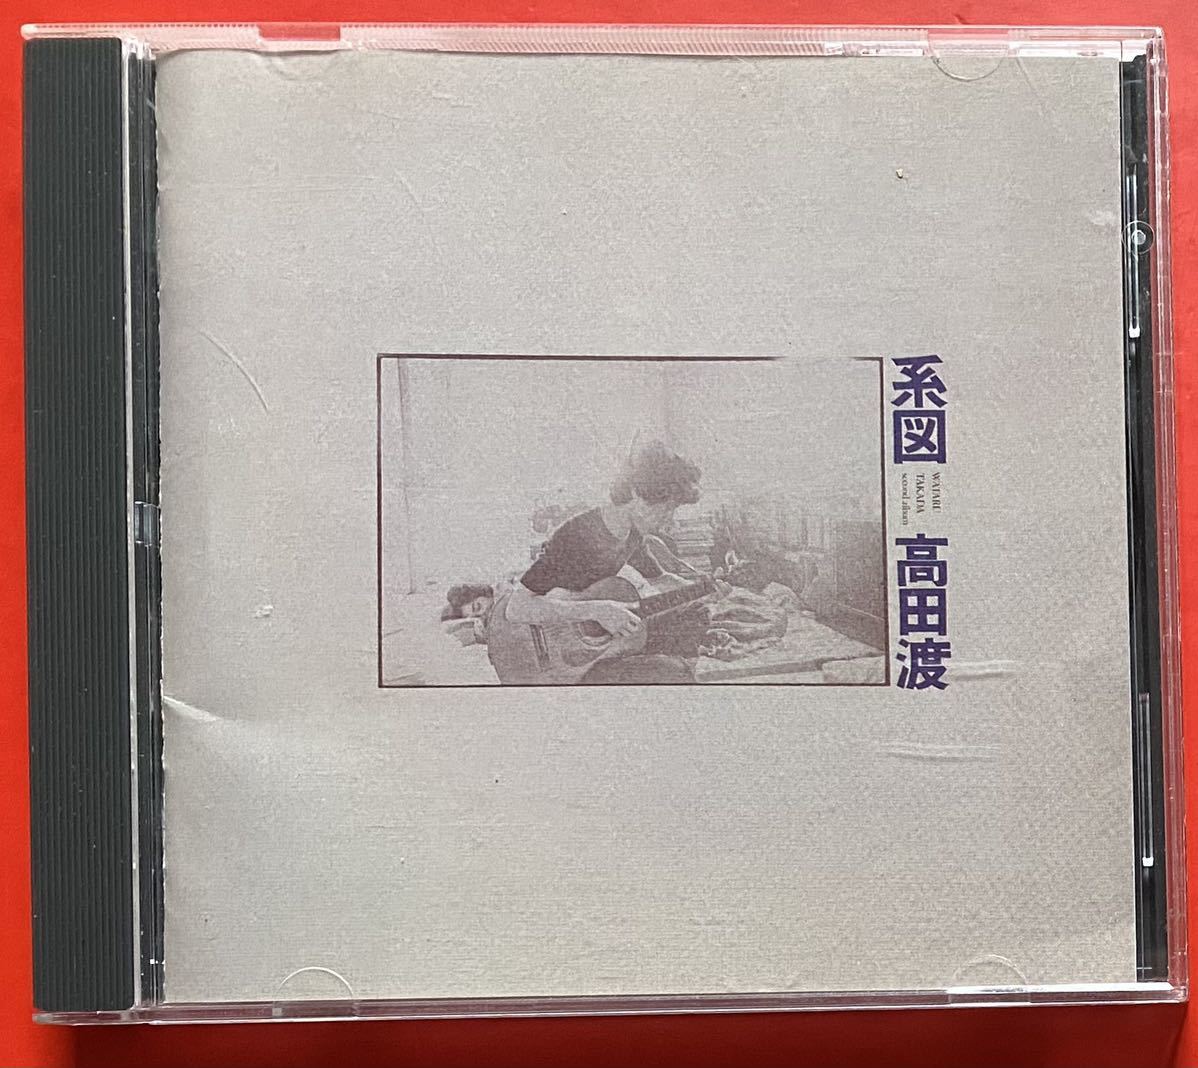 系図
WATARU
TAKADA
second album
高田渡